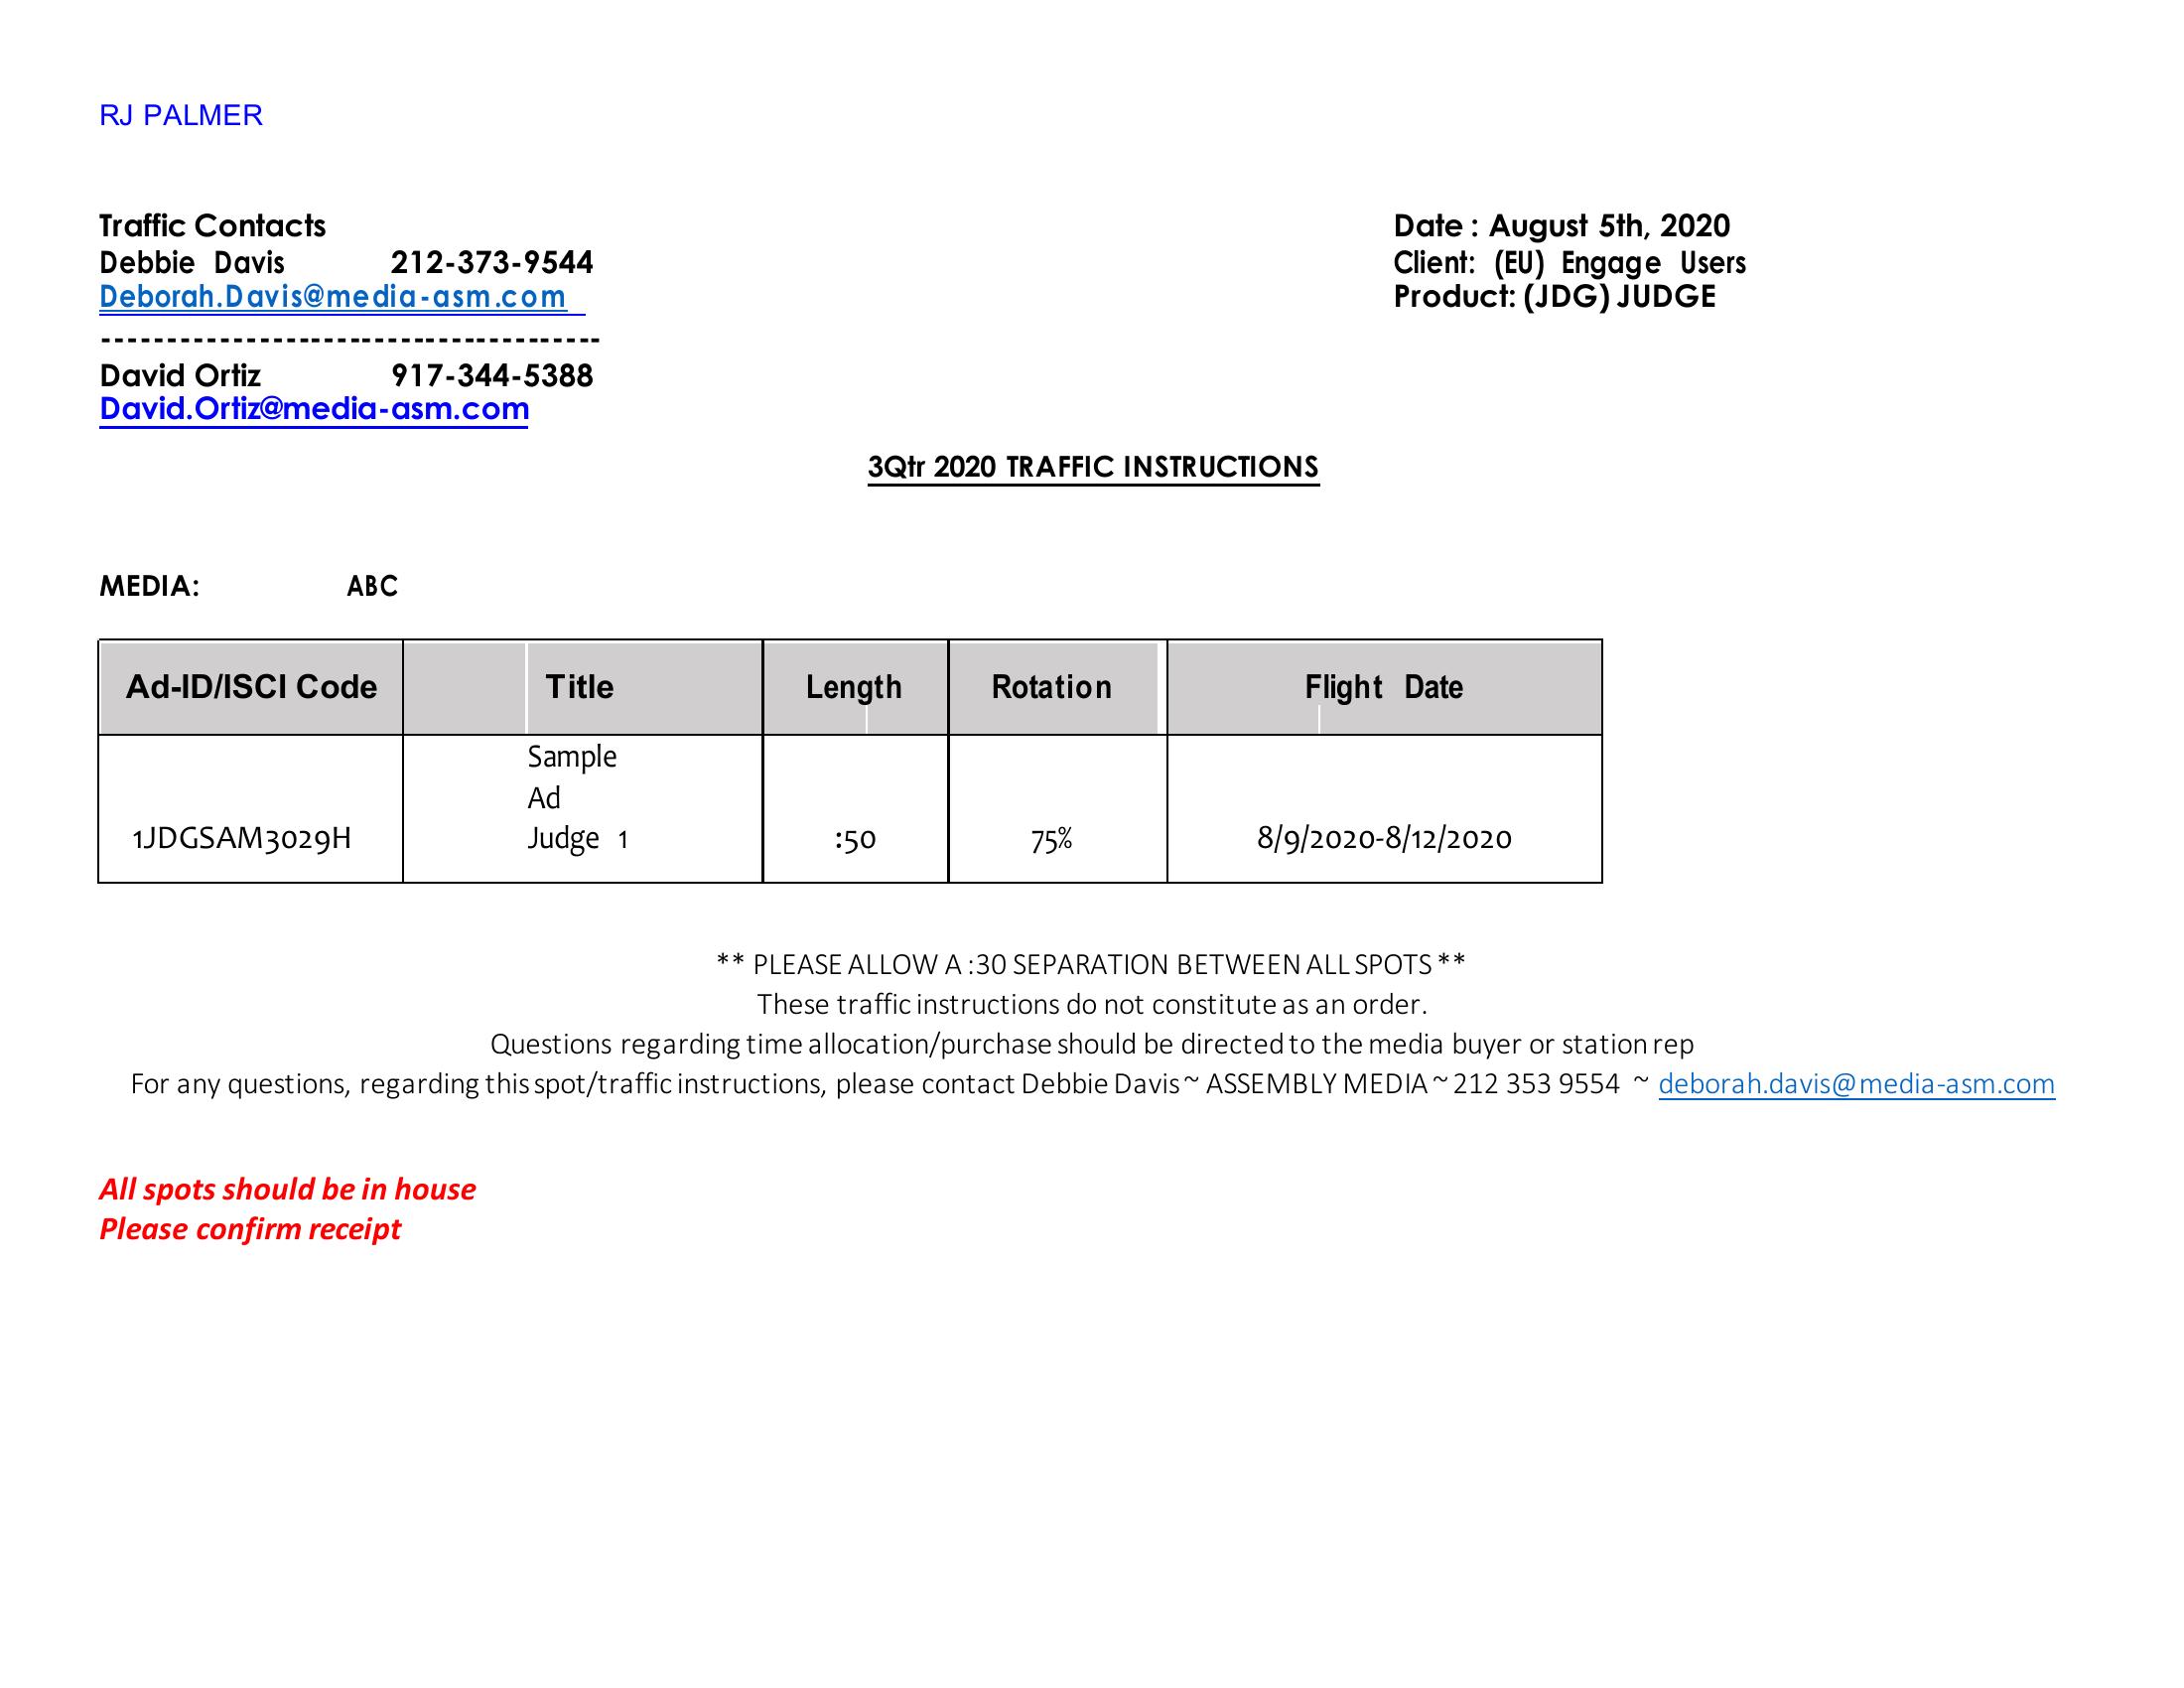 RJ PALMER
Traffic Contacts
Debbie Davis 212-373-9544
Deborah.Davis@media-asm.com
---------------------------------------
David Ortiz 917-344-5388
David.Ortiz@media-asm.com
Date : August 5th, 2020
Client: (EU) Engage Users
Product: (JDG) JUDGE
3Qtr 2020 TRAFFIC INSTRUCTIONS
MEDIA: ABC
Ad-ID/ISCI Code Title Length Rotation Flight Date
Sample
Ad
1JDGSAM3029H Judge 1 :50 75% 8/9/2020-8/12/2020
** PLEASE ALLOW A :30 SEPARATION BETWEEN ALL SPOTS **
These traffic instructions do not constitute as an order.
Questions regarding time allocation/purchase should be directed to the media buyer or station rep
For any questions, regarding this spot/traffic instructions, please contact Debbie Davis ~ ASSEMBLY MEDIA ~ 212 353 9554 ~ deborah.davis@media-asm.com
All spots should be in house
Please confirm receipt